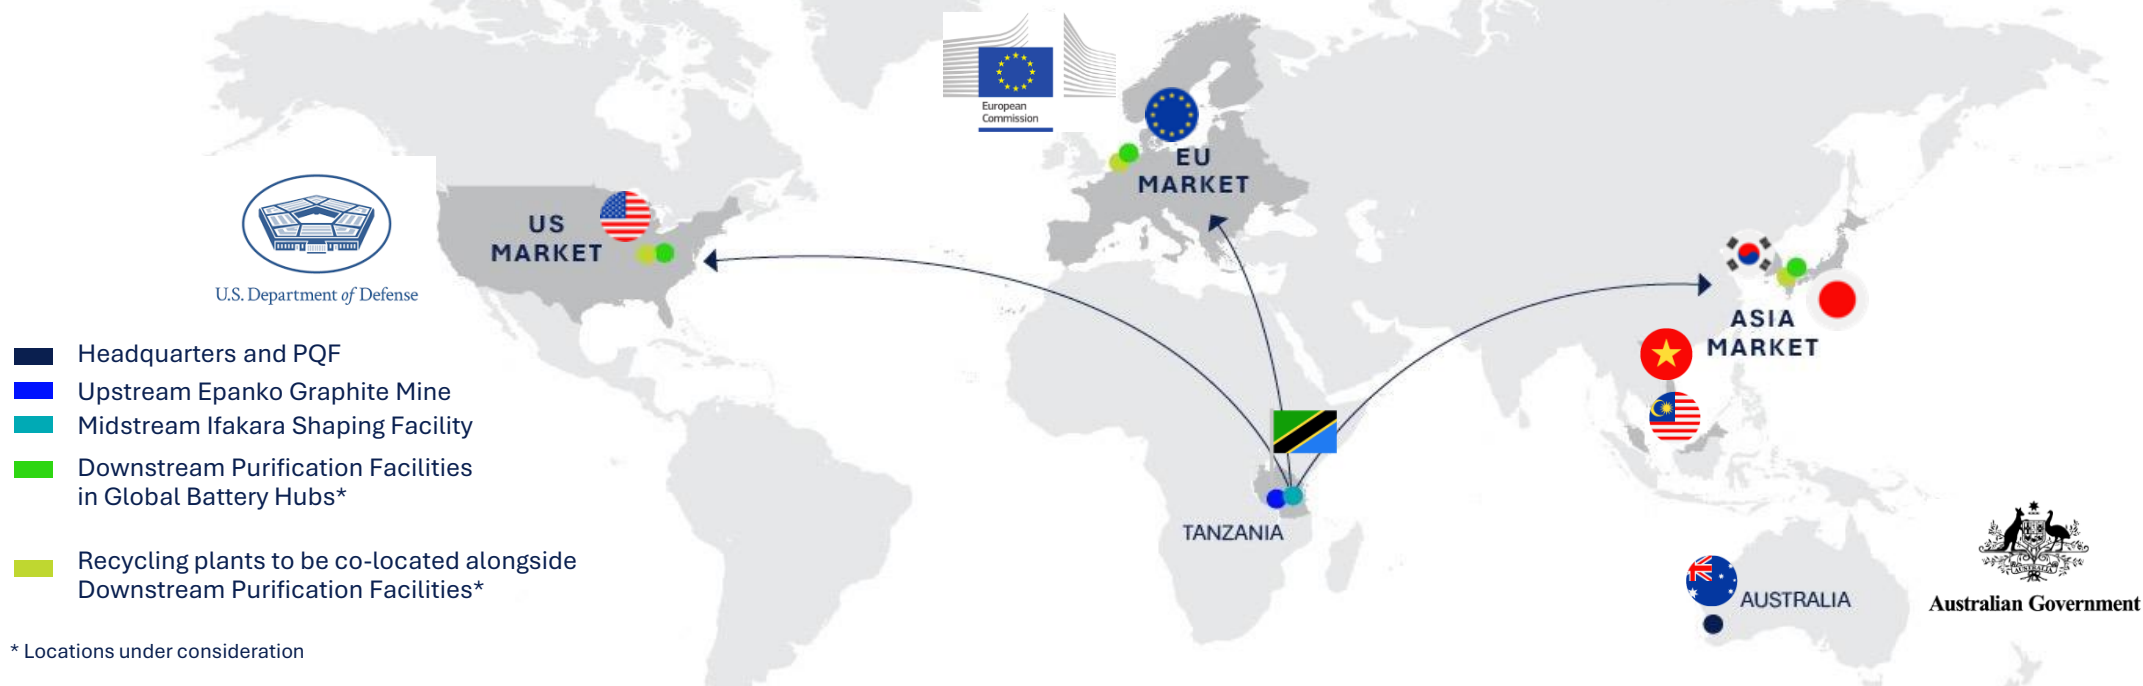 European
Commission
EU
MARKET
US
MARKET
U.S. Department of Defense
ASIA
MARKET
Headquarters and PQF
Upstream Epanko Graphite Mine
Midstream Ifakara Shaping Facility
Downstream Purification Facilities
in Global Battery Hubs*
Recycling plants to be co-located alongside
Downstream Purification Facilities*
* Locations under consideration
TANZANIA
AUSTRALIA
AUSTRALIA
Australian Government